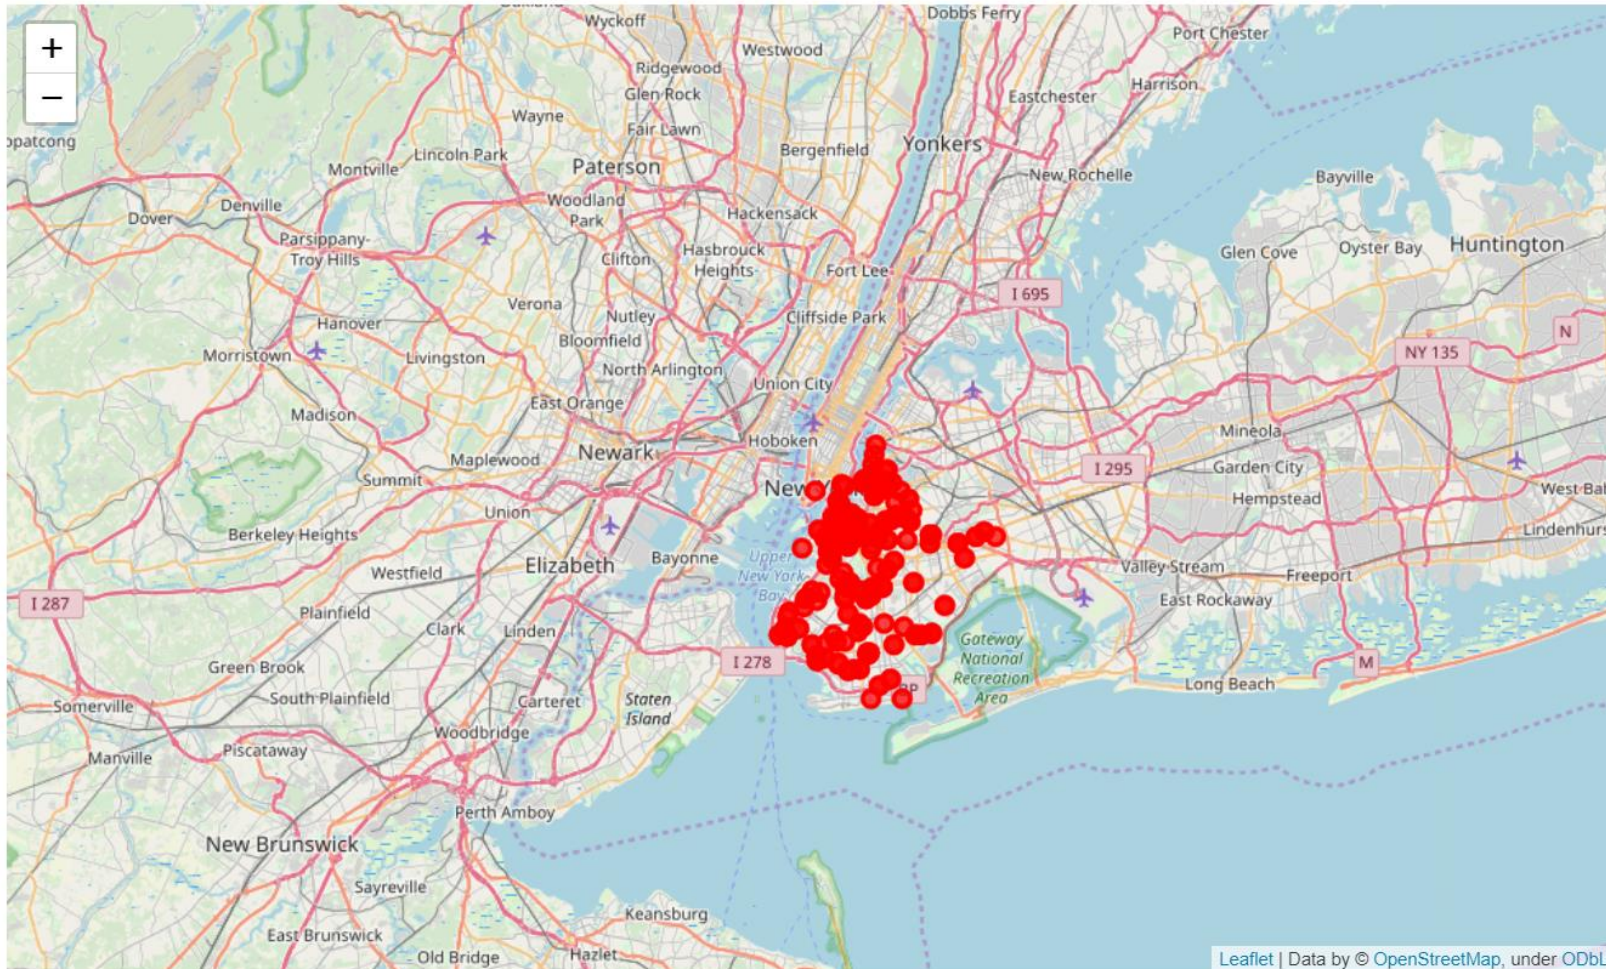 Wyckoff
Dobbs Ferry
Port Chester
Westwood
Ridgewood
Glen Rock
Harrison
Eastchester
Wayne
Fair Lawn
opatcong
Lincoln Park
Montville
Paterson
Bergenfield
Yonkers
New Rochelle
Bayville
Denville
Dover
Woodland
Park
Hackensack
Parsippany-
Troy Hills
Clifton
Hasbrouck
Heights
Fort Lee
Glen Cove
Oyster Bay
Huntington
I 695
Verona
Nutley
Cliffside Park
Hanover
Bloomfield
N
Morristown
Livingston
NY 135
North Arlington
Union City
East Orange
Madison
Hoboken
Mineola
Newark
Maplewood
Summit
I 295
Garden City
Hempstead
New Y
West Bab
Union
Berkeley Heights
Lindenhurs
Elizabeth
Bayonne
Upper
New York
Bay
Westfield
Valley Stream
Freeport
I 287
Plainfield
East Rockaway
Clark
Linden
Gateway
National
Recreation
Area
Green Brook
I 278
M
South Plainfield
Carteret
Staten
Island
BP
Long Beach
Somerville
Woodbridge
Piscataway
Manville
Perth Amboy
New Brunswick
Sayreville
Keansburg
East Brunswick
Old Bridge
Hazlet
+
−
Leaflet | Data by © OpenStreetMap, under ODbL